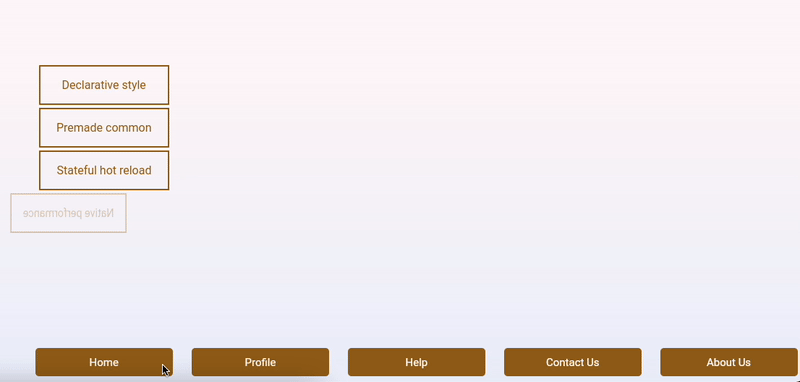 Declarative style
Premade common
Stateful hot reload
Native performance
Home
Profile
Help
Contact Us
About Us